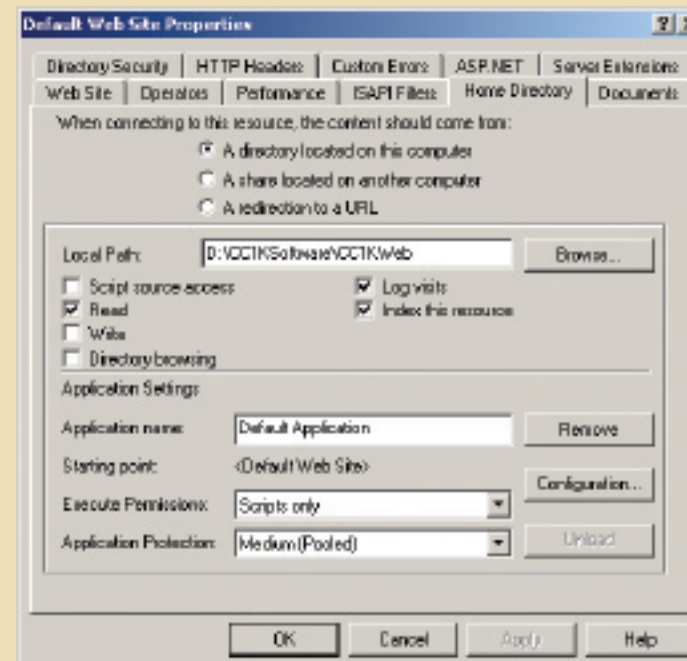 Default Web Site Properties
Directory Security HTTP Headers Custom Errors ASP.NET Server Extensions
Web Site Operators Performance ISAPI Filters Home Directory Documents
When connecting to this resource, the content should come from:
A directory located on this computer
A share located on another computer
A redirection to a URL
Local Path: D:\CC1KSoftware\CC1K\Web Browse...
Script source access Log visits
Read Index this resource
Write
Directory browsing
Application Settings
Application name: Default Application Remove
Starting point: <Default Web Site>
Configuration...
Execute Permissions: Scripts only
Application Protection: Medium (Pooled) Unload
OK Cancel Apply Help